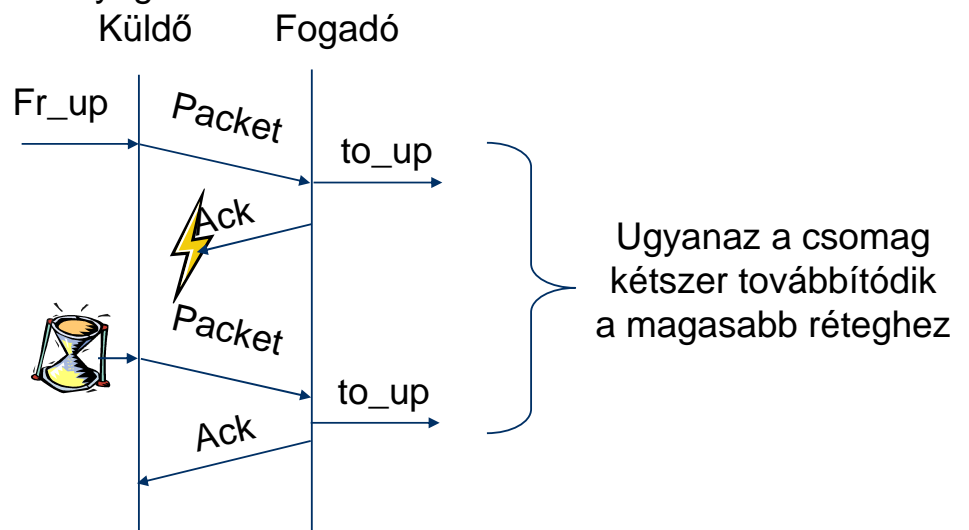 Küldő Fogadó
Fr_up
Packet
to_up
Ack
Ugyanaz a csomag
kétszer továbbítódik
a magasabb réteghez
Packet
to_up
Ack